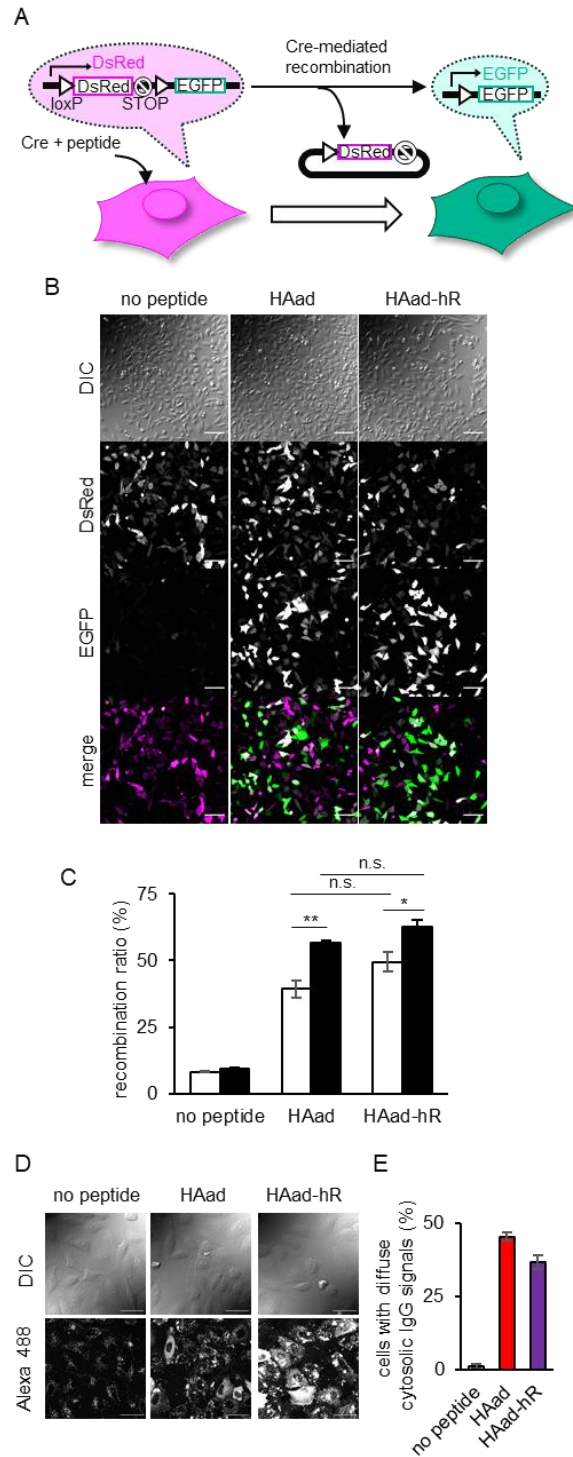 A
DsRed
DsRed
EGFP
loxP
STOP
Cre-mediated
recombination
EGFP
EGFP
DsRed
Cre + peptide
B
no peptide HAad HAad-hR
DIC
DsRed
EGFP
merge
C
n.s.
n.s.
**
*
75
50
25
0
recombination ratio (%)
no peptide HAad HAad-hR
D
no peptide HAad HAad-hR
DIC
Alexa 488
E
50
25
0
cells with diffuse
cytosolic IgG signals (%)
no peptide
HAad
HAad-hR